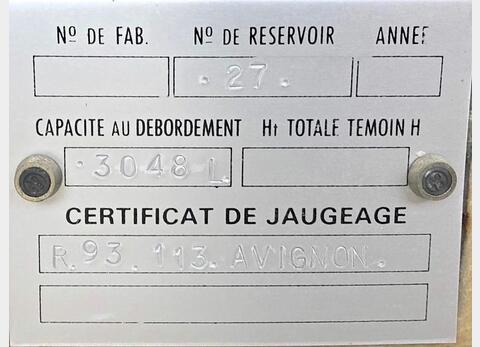 Nº DE FAB. Nº DE RESERVOIR ANNEE
.27.
CAPACITE AU DEBORDEMENT Ht TOTALE TEMOIN H
.3048 L
CERTIFICAT DE JAUGEAGE
R.93.113.AVIGNON.